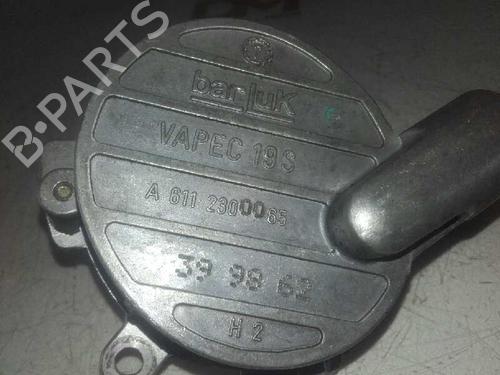 barluk
VAPEC 19S
A 611 2300065
39 98 62
H 2
B-PARTS